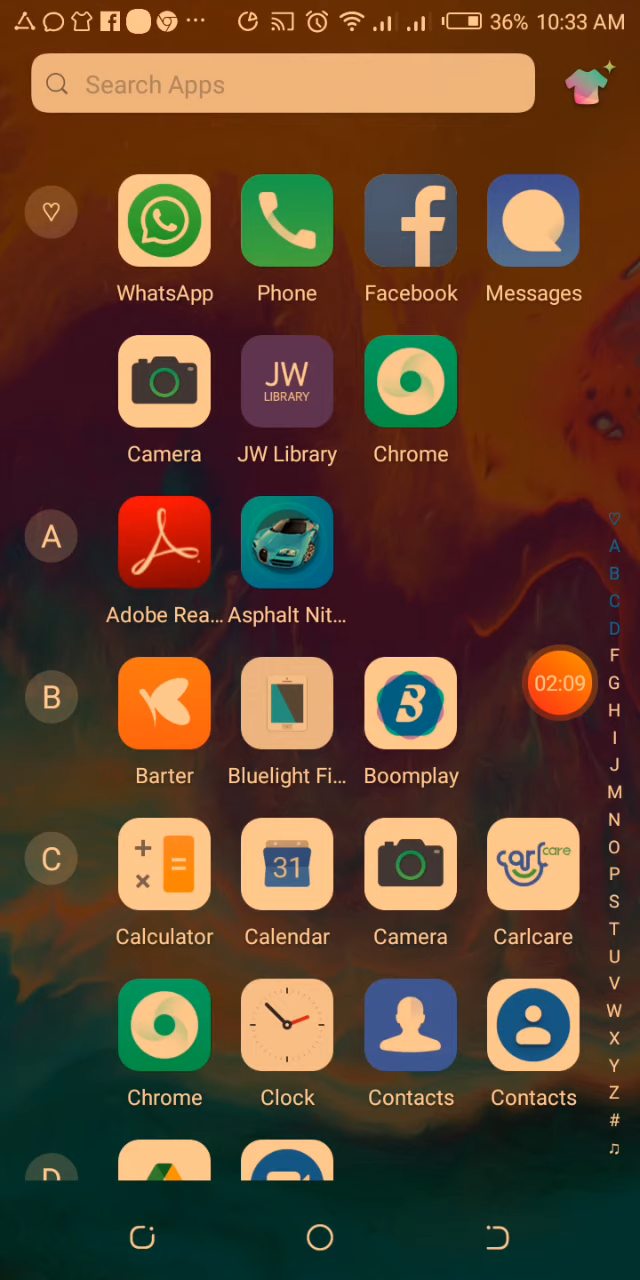 36% 10:33 AM
Search Apps
WhatsApp Phone Facebook Messages
JW
LIBRARY
Camera JW Library Chrome
A
Adobe Rea... Asphalt Nit...
B
Barter Bluelight Fi... Boomplay
02:09
C
31
carlcare
Calculator Calendar Camera Carlcare
Chrome Clock Contacts Contacts
D
A
B
C
D
F
G
H
I
J
M
N
O
P
S
T
U
V
W
X
Y
Z
#